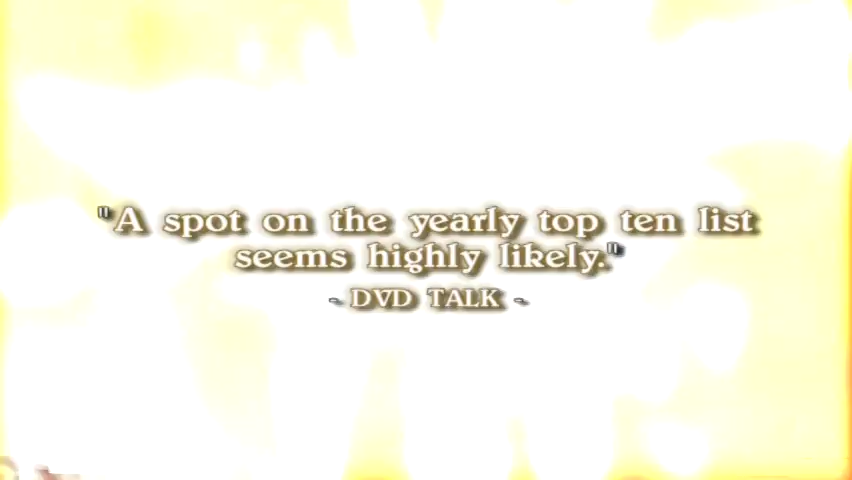 "A spot on the yearly top ten list
seems highly likely."
- DVD TALK -